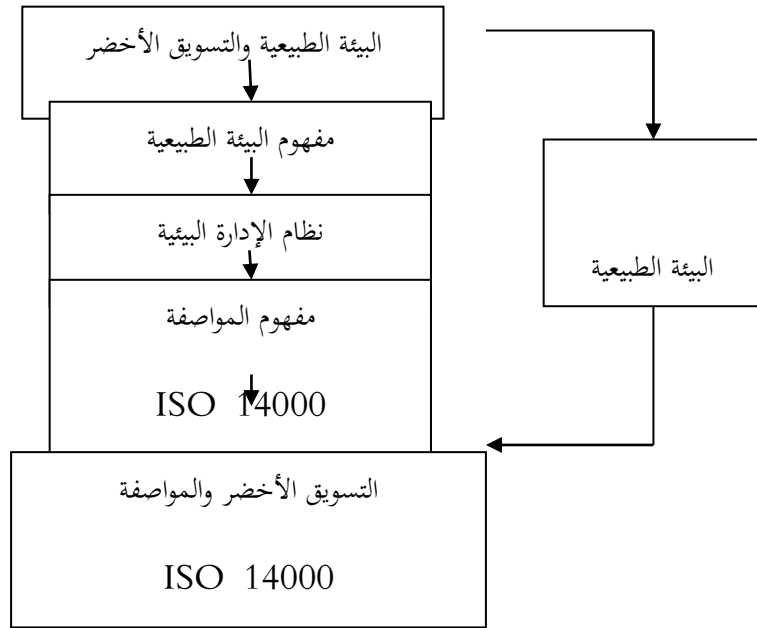 البيئة الطبيعية والتسويق الأخضر
مفهوم البيئة الطبيعية
نظام الإدارة البيئية
البيئة الطبيعية
مفهوم المواصفة
ISO 14000
التسويق الأخضر والمواصفة
ISO 14000